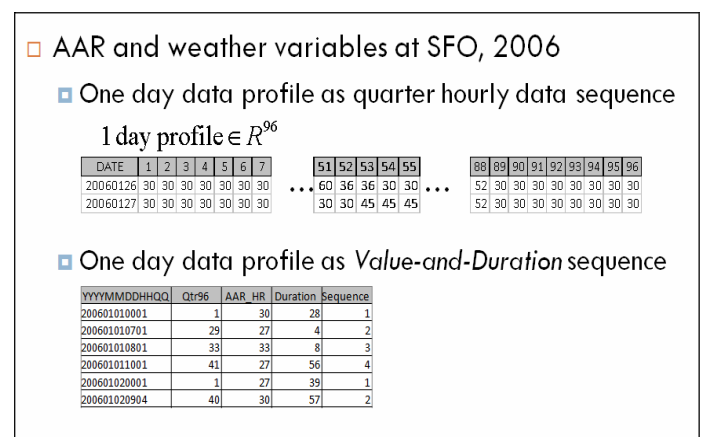 AAR and weather variables at SFO, 2006
One day data profile as quarter hourly data sequence
1 day profile ∈ R^96
DATE 1 2 3 4 5 6 7 51 52 53 54 55 88 89 90 91 92 93 94 95 96
20060126 30 30 30 30 30 30 30 ... 60 36 36 30 30 ... 52 30 30 30 30 30 30 30 30
20060127 30 30 30 30 30 30 30 30 30 45 45 45 52 30 30 30 30 30 30 30 30
One day data profile as Value-and-Duration sequence
YYYYMMDDHHQQ Qtr96 AAR_HR Duration Sequence
200601010001 1 30 28 1
200601010701 29 27 4 2
200601010801 33 33 8 3
200601011001 41 27 56 4
200601020001 1 27 39 1
200601020904 40 30 57 2